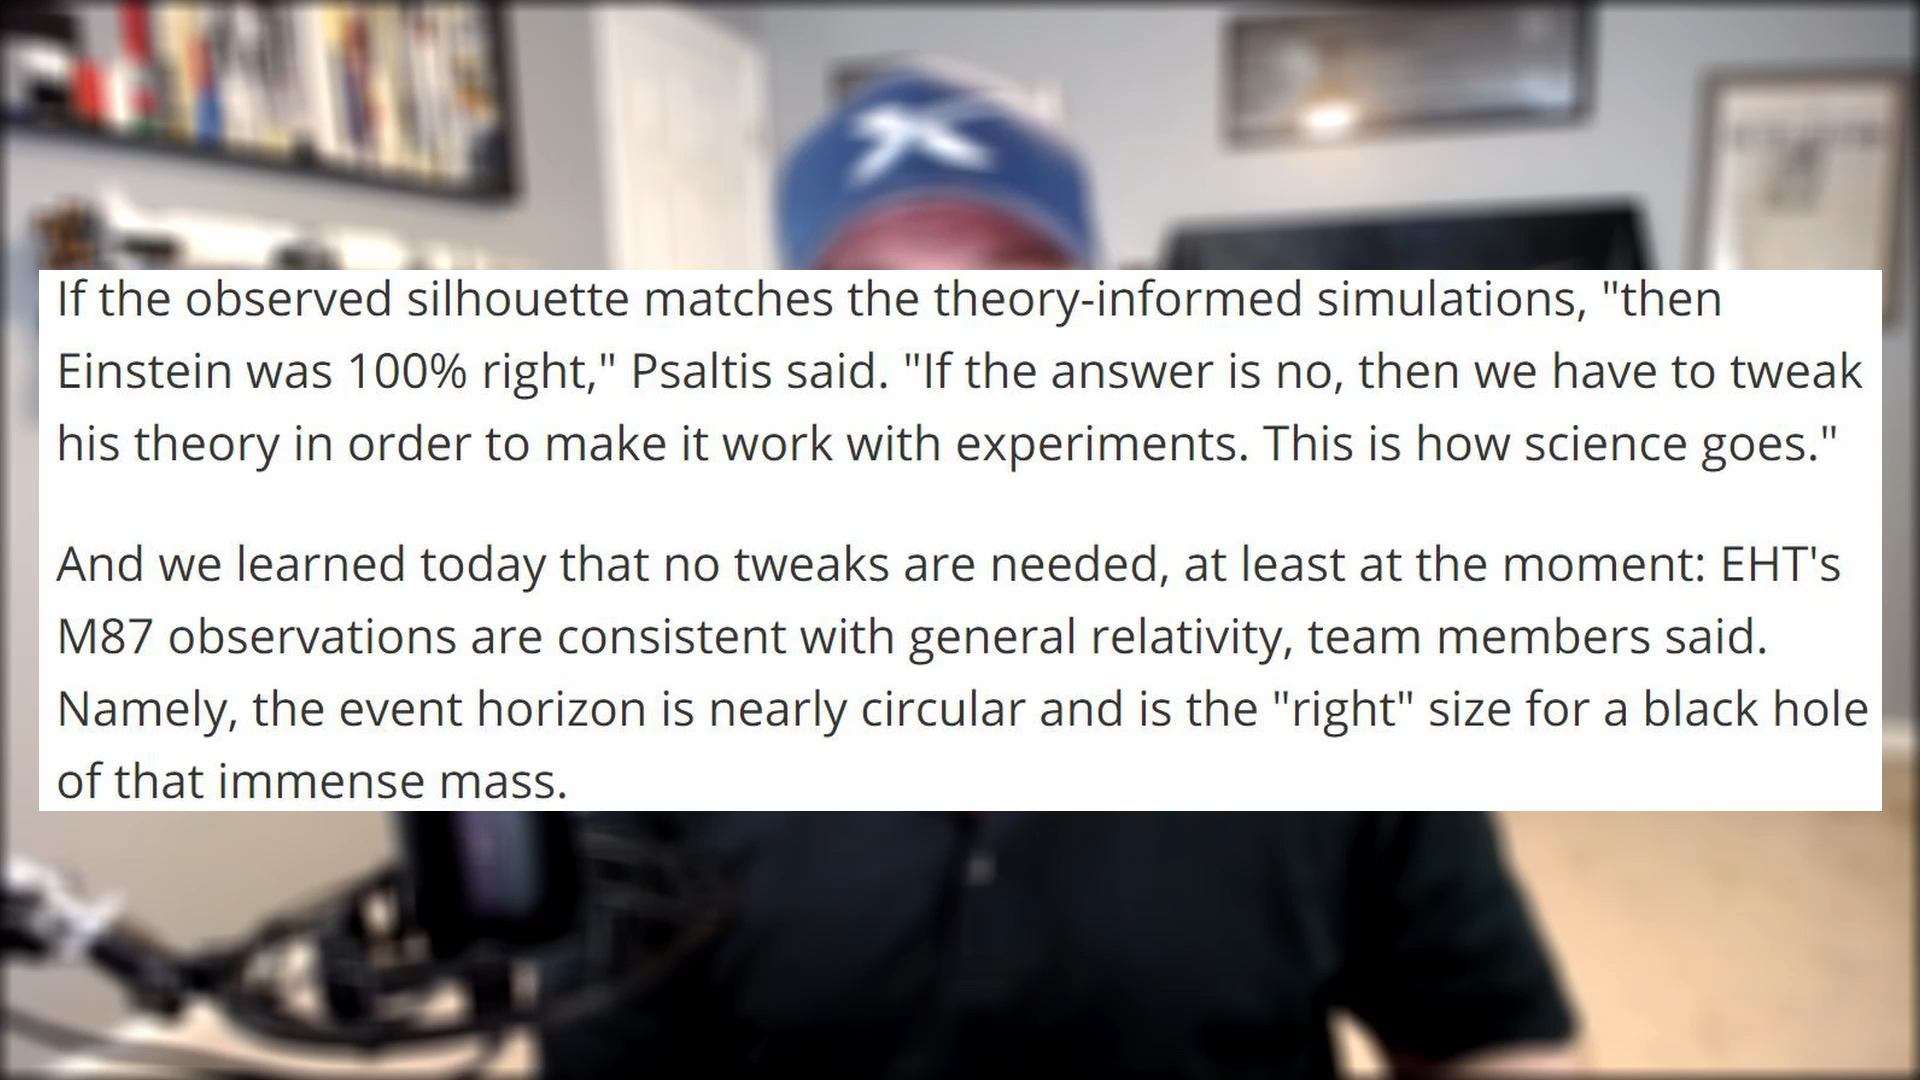 If the observed silhouette matches the theory-informed simulations, "then
Einstein was 100% right," Psaltis said. "If the answer is no, then we have to tweak
his theory in order to make it work with experiments. This is how science goes."
And we learned today that no tweaks are needed, at least at the moment: EHT's
M87 observations are consistent with general relativity, team members said.
Namely, the event horizon is nearly circular and is the "right" size for a black hole
of that immense mass.